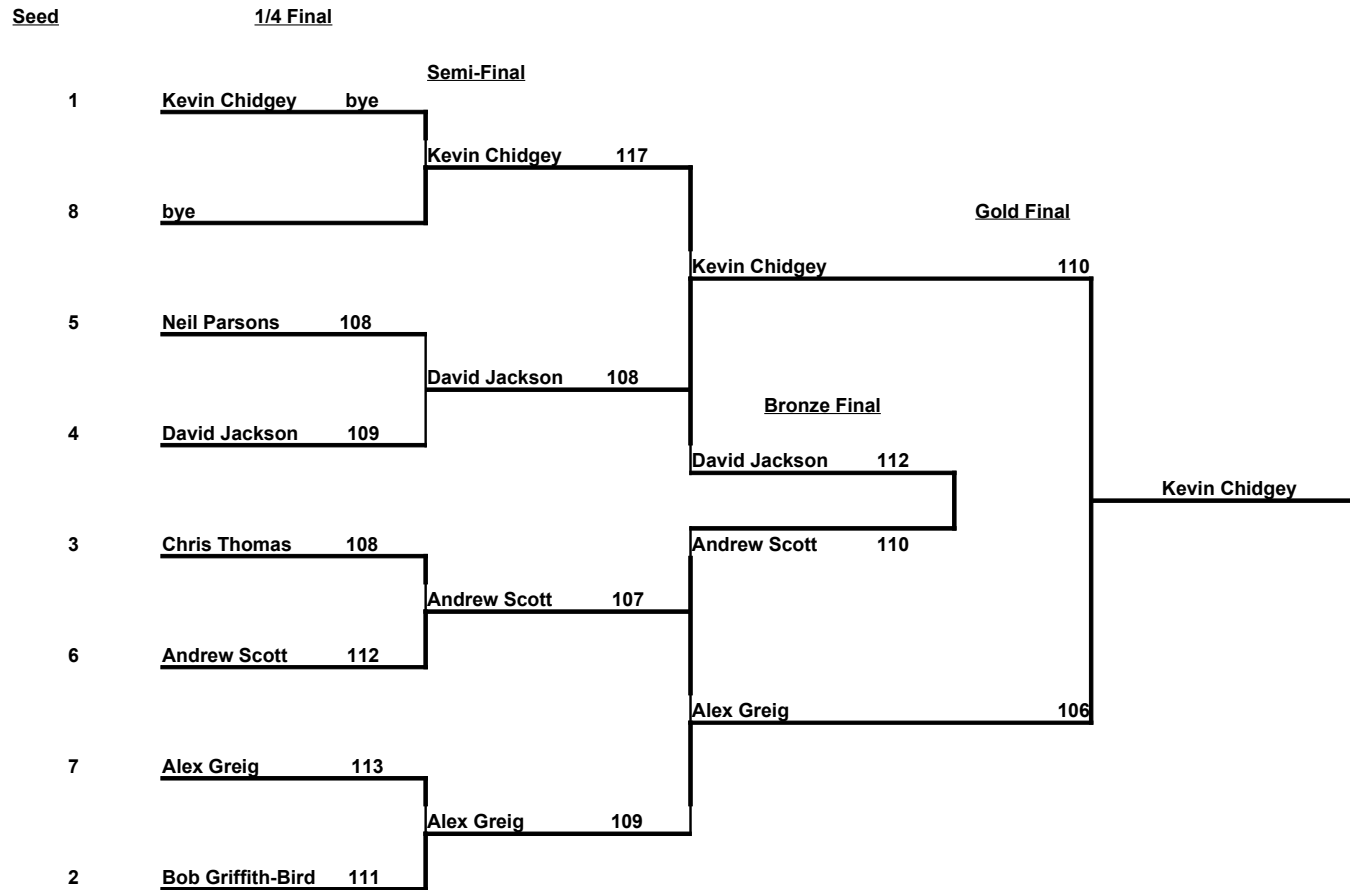 Seed 1/4 Final
Semi-Final
1 Kevin Chidgey bye
Kevin Chidgey 117
8 bye Gold Final
Kevin Chidgey 110
5 Neil Parsons 108
David Jackson 108
Bronze Final
4 David Jackson 109
David Jackson 112
Kevin Chidgey
3 Chris Thomas 108 Andrew Scott 110
Andrew Scott 107
6 Andrew Scott 112
Alex Greig 106
7 Alex Greig 113
Alex Greig 109
2 Bob Griffith-Bird 111